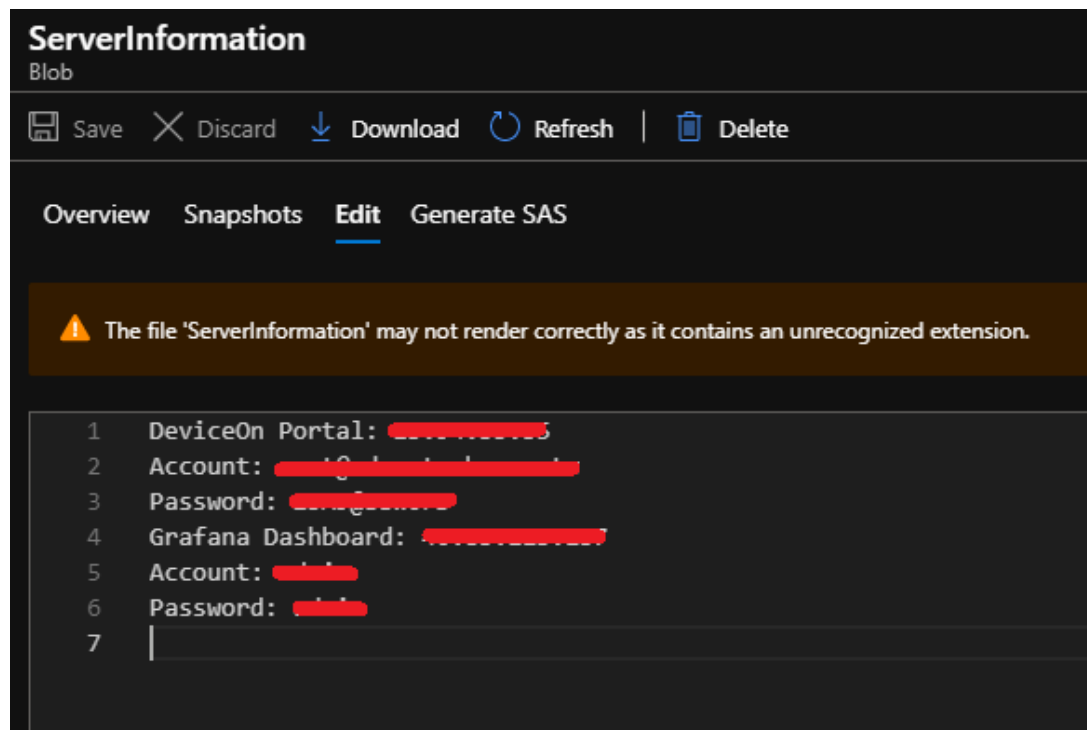 ServerInformation
Blob
Save Discard Download Refresh Delete
Overview Snapshots Edit Generate SAS
The file 'ServerInformation' may not render correctly as it contains an unrecognized extension.
1 DeviceOn Portal:
2 Account:
3 Password:
4 Grafana Dashboard:
5 Account:
6 Password:
7